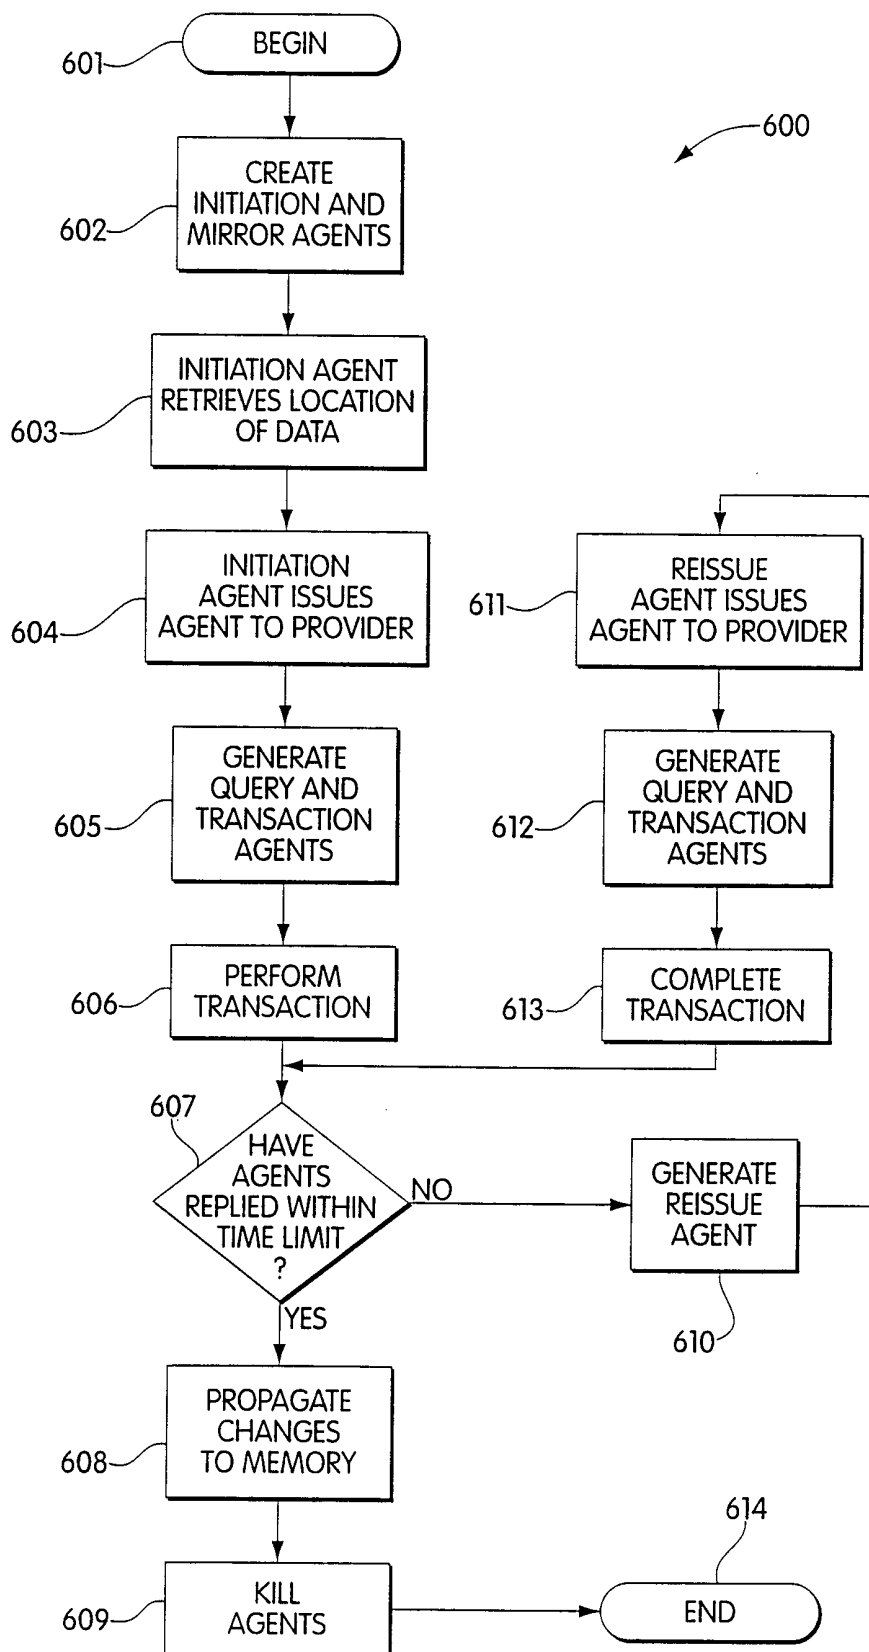 BEGIN
601
600
CREATE
INITIATION AND
MIRROR AGENTS
602
INITIATION AGENT
RETRIEVES LOCATION
OF DATA
603
INITIATION
AGENT ISSUES
AGENT TO PROVIDER
604
REISSUE
AGENT ISSUES
AGENT TO PROVIDER
611
GENERATE
QUERY AND
TRANSACTION
AGENTS
605
GENERATE
QUERY AND
TRANSACTION
AGENTS
612
PERFORM
TRANSACTION
606
COMPLETE
TRANSACTION
613
607
HAVE
AGENTS
REPLIED WITHIN
TIME LIMIT
?
NO
YES
GENERATE
REISSUE
AGENT
610
PROPAGATE
CHANGES
TO MEMORY
608
KILL
AGENTS
609
614
END